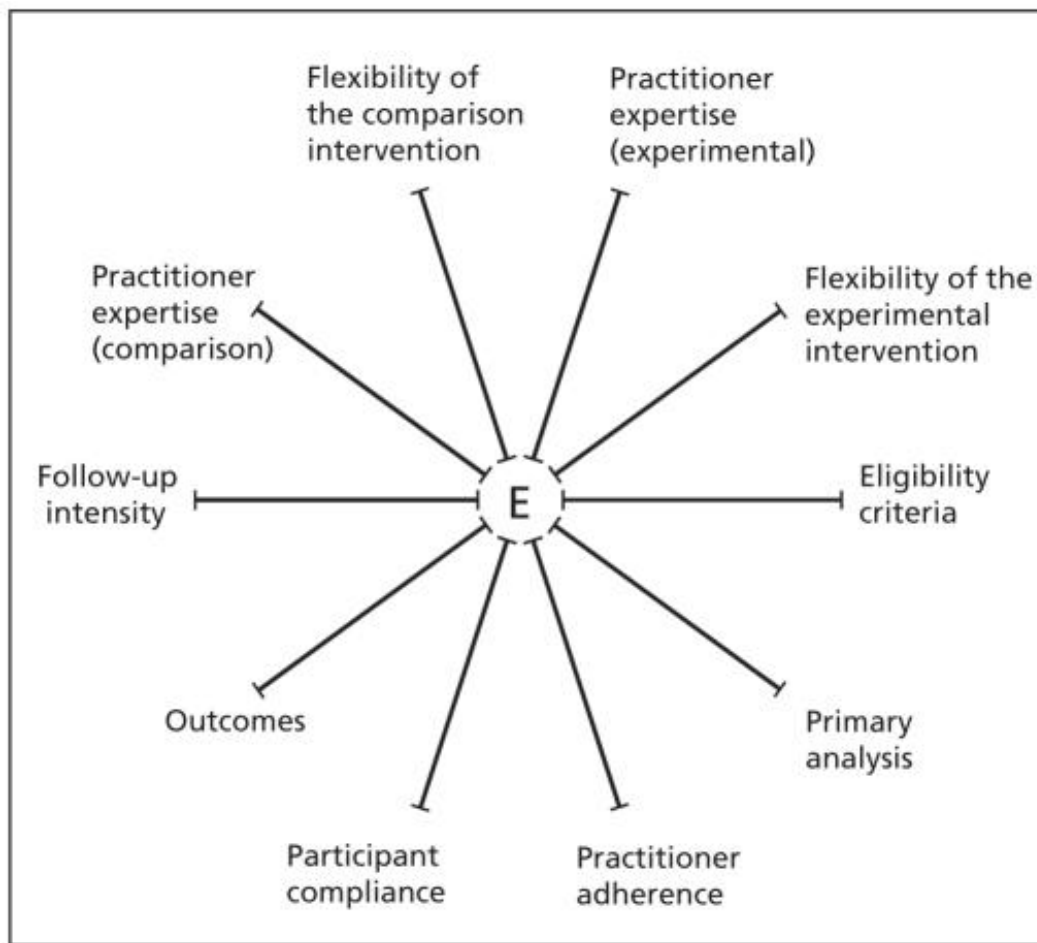 Flexibility of
the comparison
intervention
Practitioner
expertise
(experimental)
Practitioner
expertise
(comparison)
Flexibility of the
experimental
intervention
Follow-up
intensity
E
Eligibility
criteria
Outcomes
Primary
analysis
Participant
compliance
Practitioner
adherence